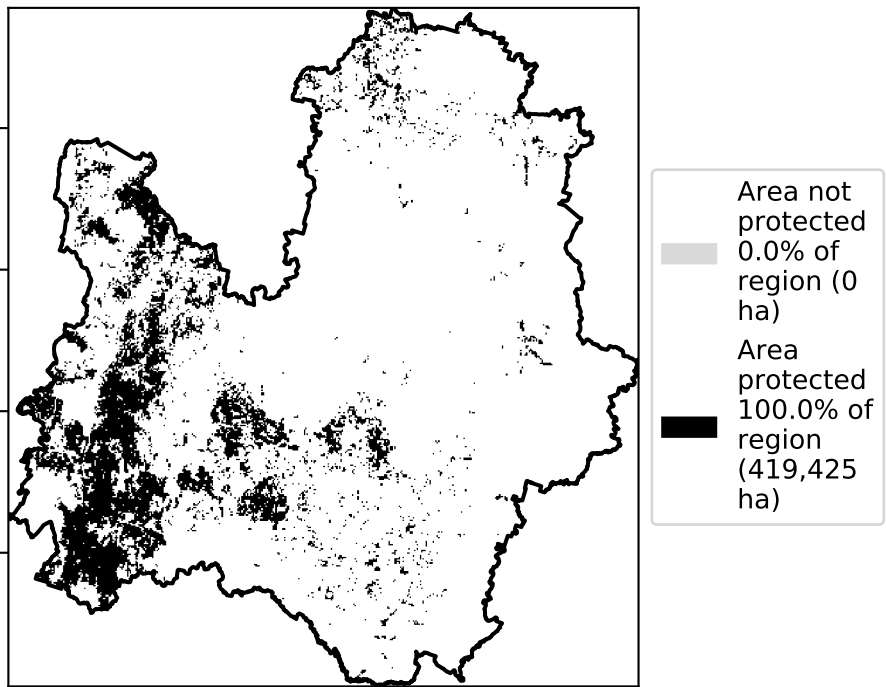 Area not
protected
0.0% of
region (0
ha)
Area
protected
100.0% of
region
(419,425
ha)